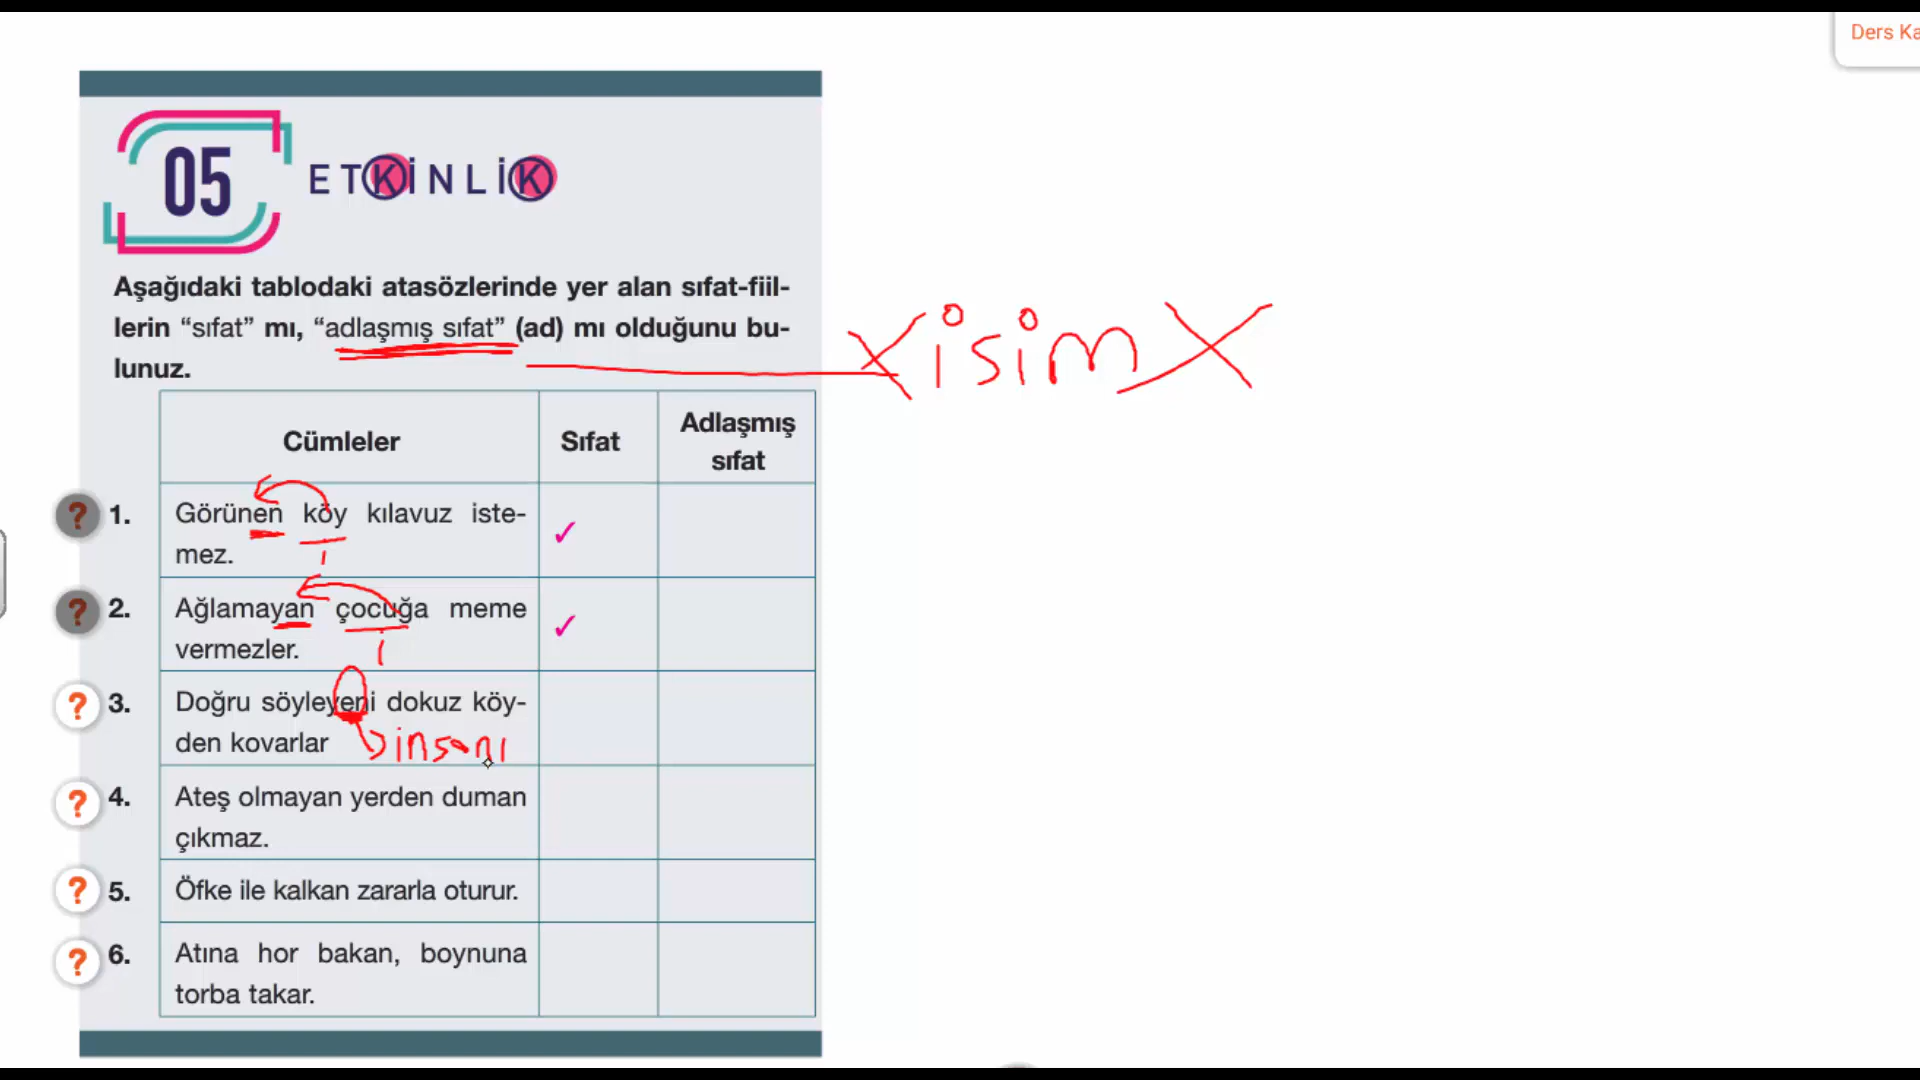 Ders Ka
05
ETKİNLİK
Aşağıdaki tablodaki atasözlerinde yer alan sıfat-fiil-
lerin “sıfat” mı, “adlaşmış sıfat” (ad) mı olduğunu bu-
lunuz.
isim
Cümleler
Sıfat
Adlaşmış
sıfat
? 1. Görünen köy kılavuz iste-
mez.
✓
? 2. Ağlamayan çocuğa meme
vermezler.
✓
? 3. Doğru söyleyeni dokuz köy-
den kovarlar
insanı
? 4. Ateş olmayan yerden duman
çıkmaz.
? 5. Öfke ile kalkan zararla oturur.
? 6. Atına hor bakan, boynuna
torba takar.